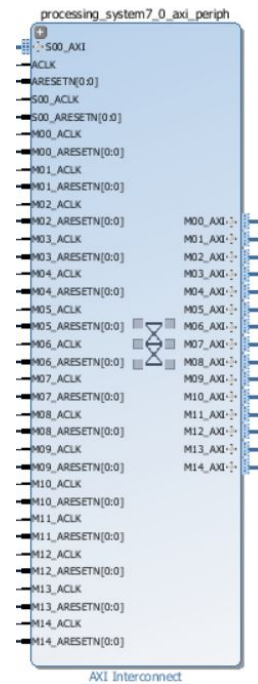 processing_system7_0_axi_periph
S00_AXI
ACLK
ARESETN[0:0]
S00_ACLK
S00_ARESETN[0:0]
M00_ACLK
M00_ARESETN[0:0]
M01_ACLK
M01_ARESETN[0:0]
M02_ACLK
M02_ARESETN[0:0]
M03_ACLK
M03_ARESETN[0:0]
M04_ACLK
M04_ARESETN[0:0]
M05_ACLK
M05_ARESETN[0:0]
M06_ACLK
M06_ARESETN[0:0]
M07_ACLK
M07_ARESETN[0:0]
M08_ACLK
M08_ARESETN[0:0]
M09_ACLK
M09_ARESETN[0:0]
M10_ACLK
M10_ARESETN[0:0]
M11_ACLK
M11_ARESETN[0:0]
M12_ACLK
M12_ARESETN[0:0]
M13_ACLK
M13_ARESETN[0:0]
M14_ACLK
M14_ARESETN[0:0]
M00_AXI
M01_AXI
M02_AXI
M03_AXI
M04_AXI
M05_AXI
M06_AXI
M07_AXI
M08_AXI
M09_AXI
M10_AXI
M11_AXI
M12_AXI
M13_AXI
M14_AXI
AXI Interconnect